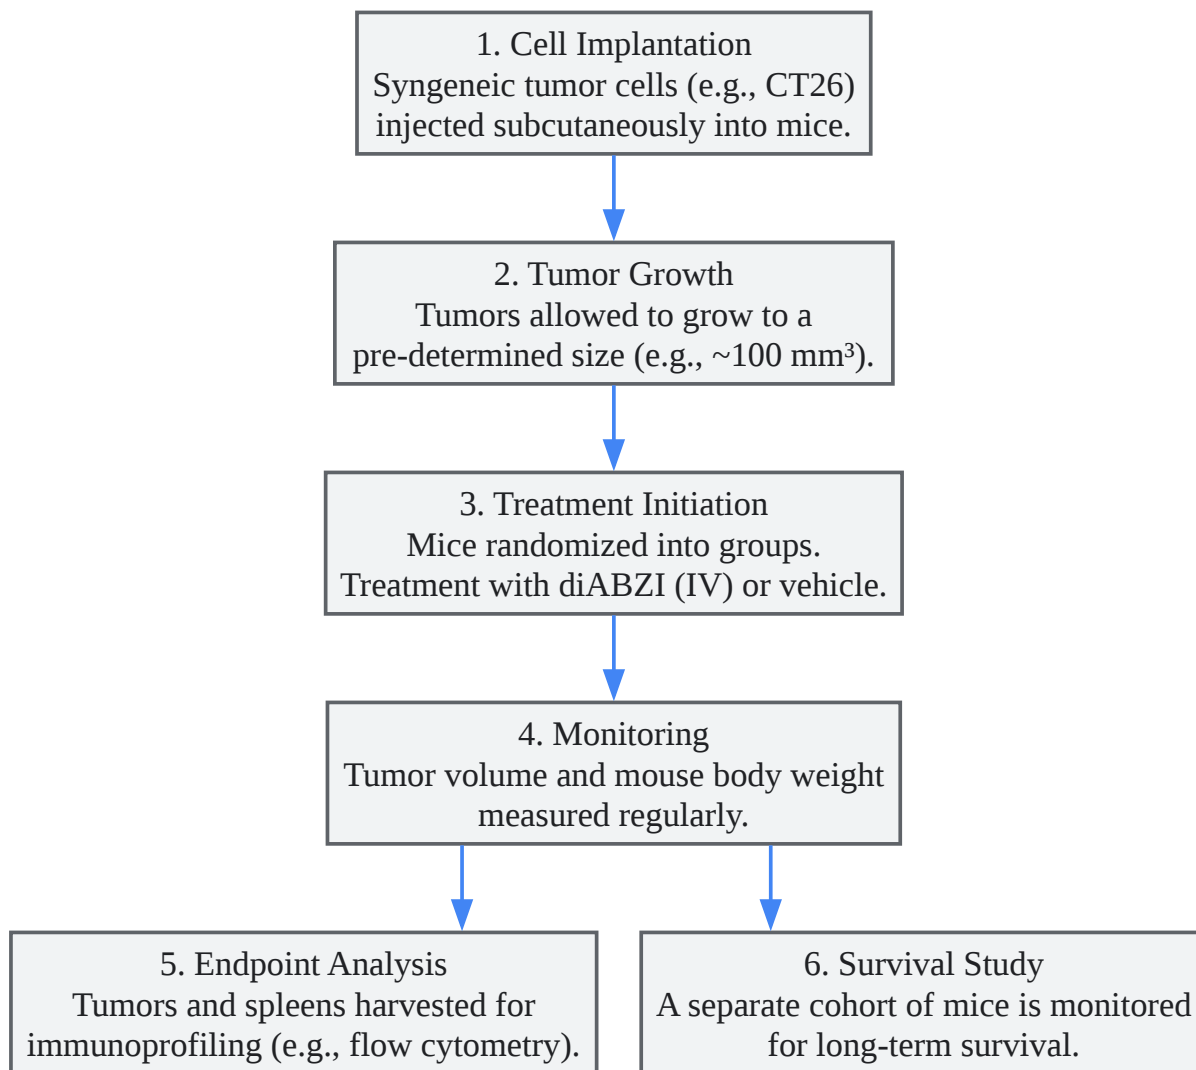 1. Cell Implantation
Syngeneic tumor cells (e.g., CT26)
injected subcutaneously into mice.
2. Tumor Growth
Tumors allowed to grow to a
pre-determined size (e.g., ~100 mm³).
3. Treatment Initiation
Mice randomized into groups.
Treatment with diABZI (IV) or vehicle.
4. Monitoring
Tumor volume and mouse body weight
measured regularly.
5. Endpoint Analysis
Tumors and spleens harvested for
immunoprofiling (e.g., flow cytometry).
6. Survival Study
A separate cohort of mice is monitored
for long-term survival.